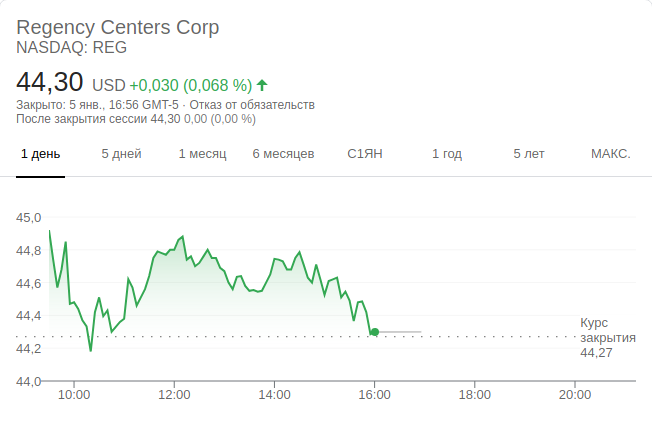 Regency Centers Corp
NASDAQ: REG
44,30 USD +0,030 (0,068 %)
Закрыто: 5 янв., 16:56 GMT-5 · Отказ от обязательств
После закрытия сессии 44,30 0,00 (0,00 %)
1 день 5 дней 1 месяц 6 месяцев С1ЯН 1 год 5 лет МАКС.
45,0
44,8
44,6
44,4
Курс
закрытия
44,27
44,2
44,0
10:00 12:00 14:00 16:00 18:00 20:00